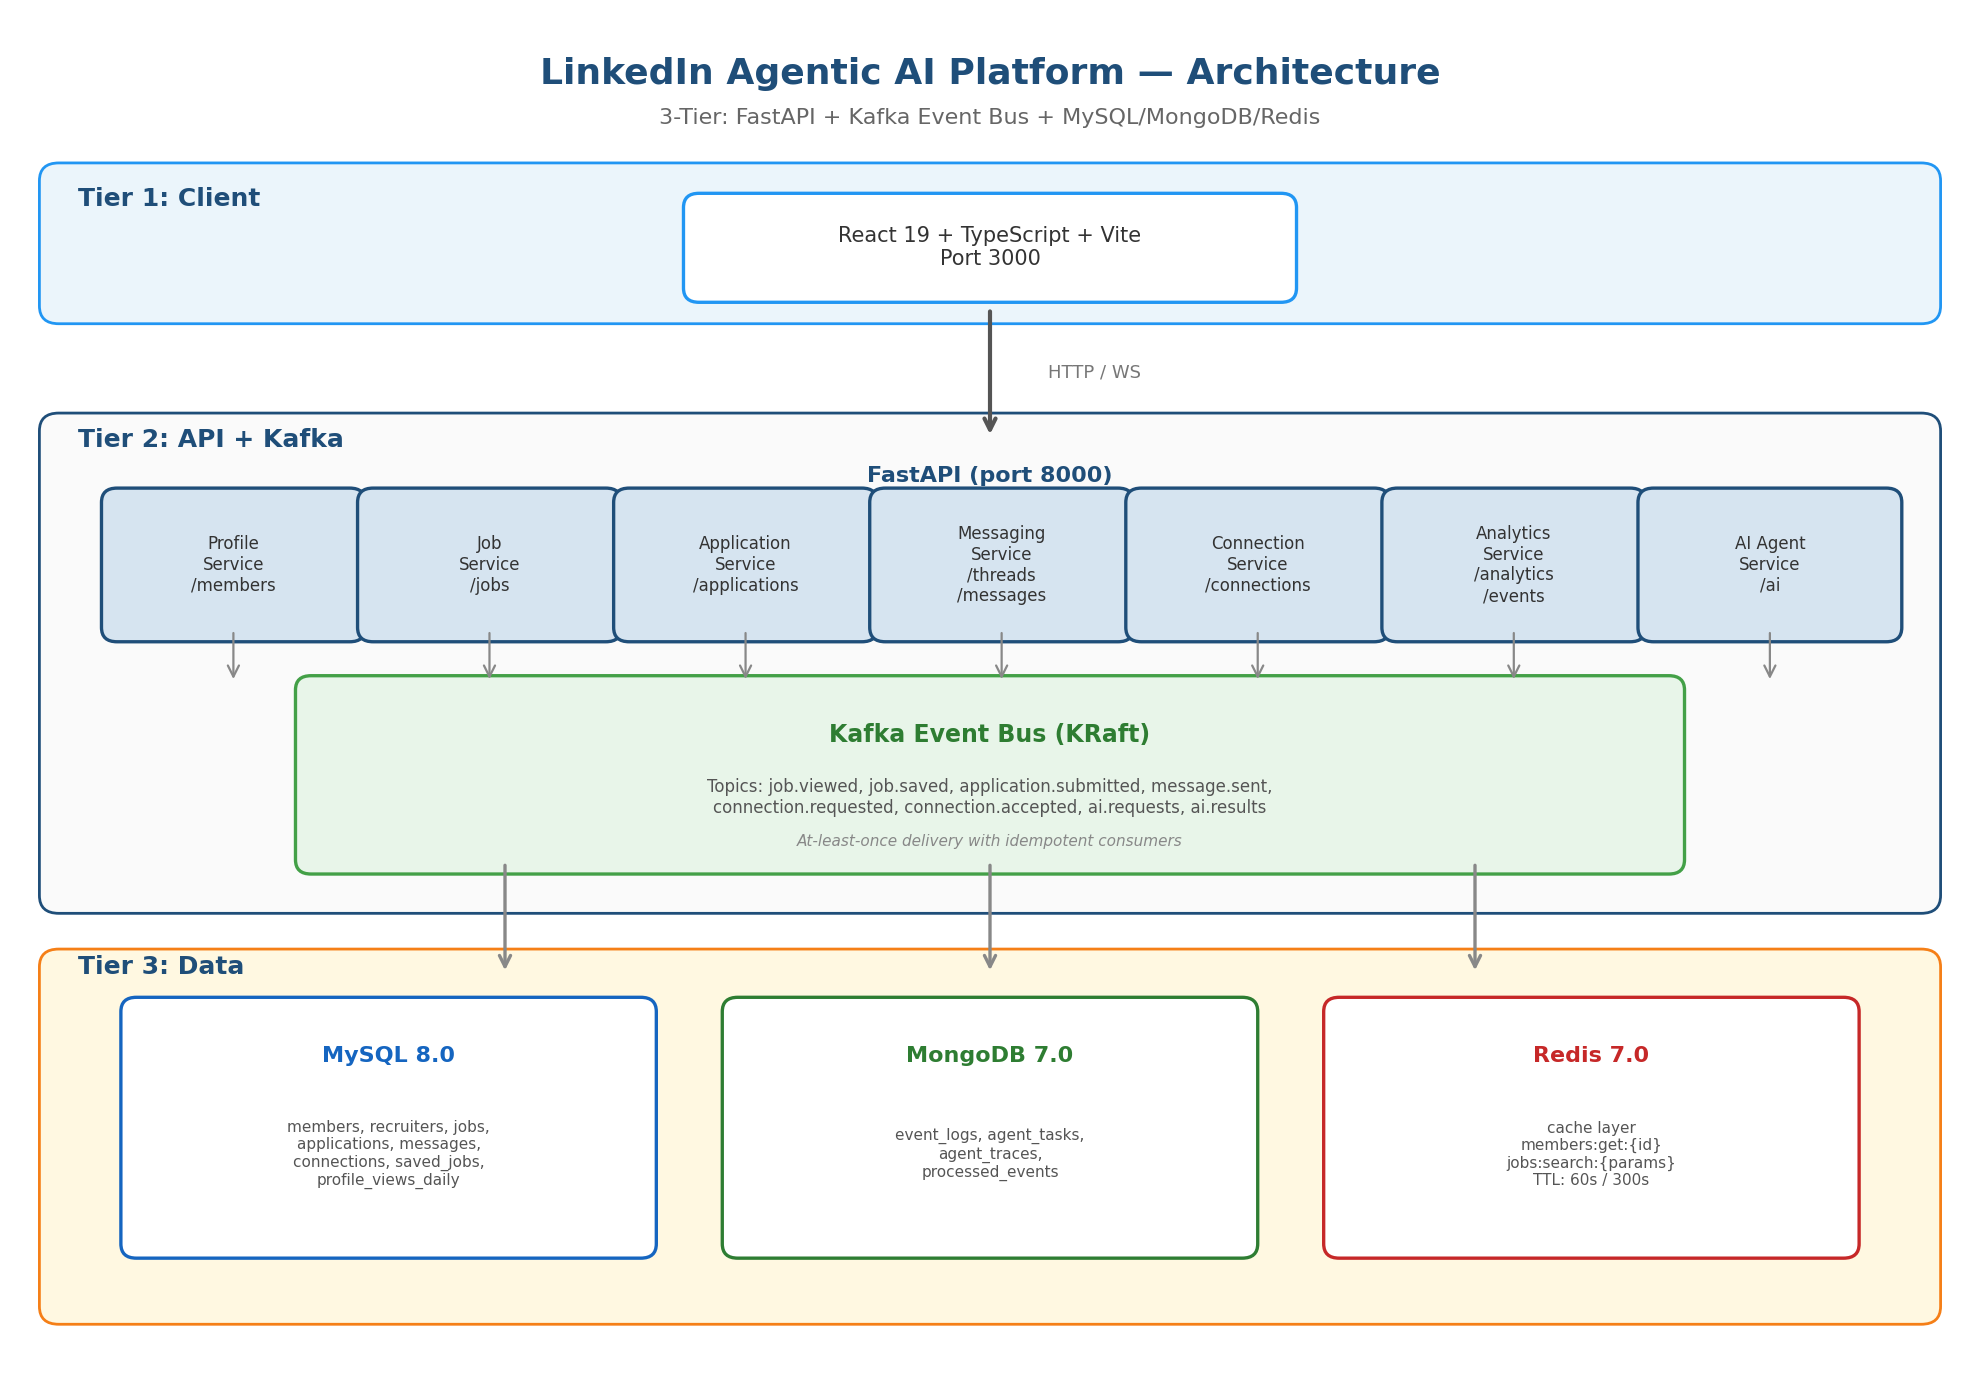 LinkedIn Agentic AI Platform — Architecture
3-Tier: FastAPI + Kafka Event Bus + MySQL/MongoDB/Redis
Tier 1: Client
React 19 + TypeScript + Vite
Port 3000
HTTP / WS
Tier 2: API + Kafka
FastAPI (port 8000)
Profile
Service
/members
Job
Service
/jobs
Application
Service
/applications
Messaging
Service
/threads
/messages
Connection
Service
/connections
Analytics
Service
/analytics
/events
AI Agent
Service
/ai
Kafka Event Bus (KRaft)
Topics: job.viewed, job.saved, application.submitted, message.sent,
connection.requested, connection.accepted, ai.requests, ai.results
At-least-once delivery with idempotent consumers
Tier 3: Data
MySQL 8.0
members, recruiters, jobs,
applications, messages,
connections, saved_jobs,
profile_views_daily
MongoDB 7.0
event_logs, agent_tasks,
agent_traces,
processed_events
Redis 7.0
cache layer
members:get:{id}
jobs:search:{params}
TTL: 60s / 300s